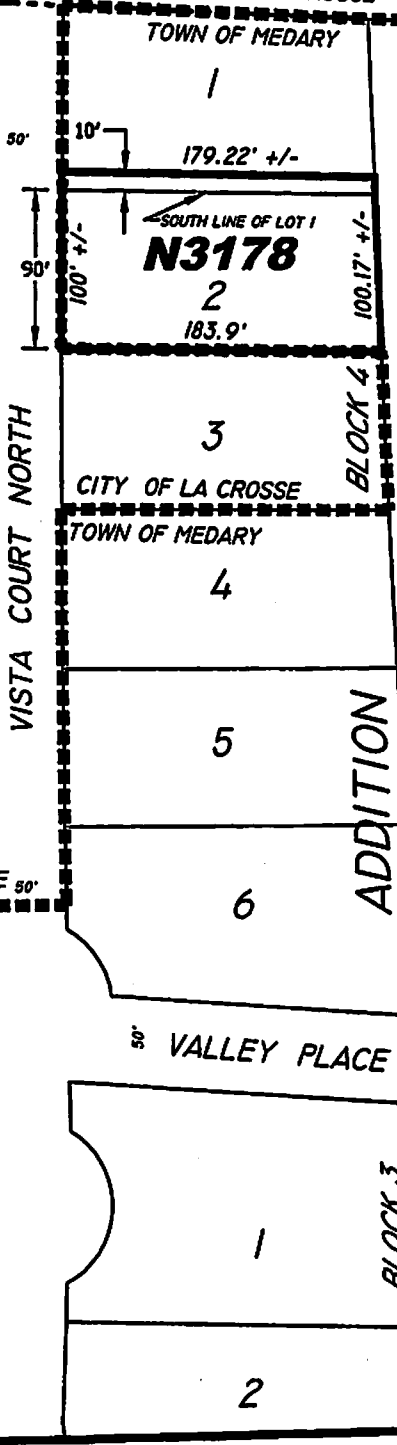 TOWN OF MEDARY
1
50'
10'
179.22' +/-
SOUTH LINE OF LOT 1
N3178
90'
100' +/-
100.17' +/-
2
183.9'
3
BLOCK 4
CITY OF LA CROSSE
TOWN OF MEDARY
VISTA COURT NORTH
4
5
ADDITION
50'
6
50'
VALLEY PLACE
1
BLOCK 3
2